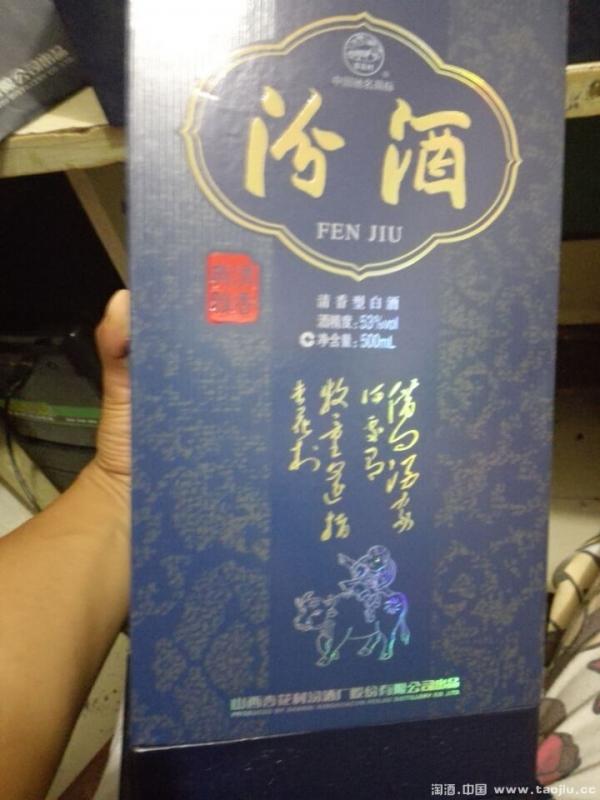 中国驰名商标
汾酒
FEN JIU
清香型白酒
酒精度:53%vol
净含量:500mL
借问酒家
何处有
牧童遥指
杏花村
山西杏花村汾酒厂股份有限公司出品
淘酒.中国 www.taojiu.cc